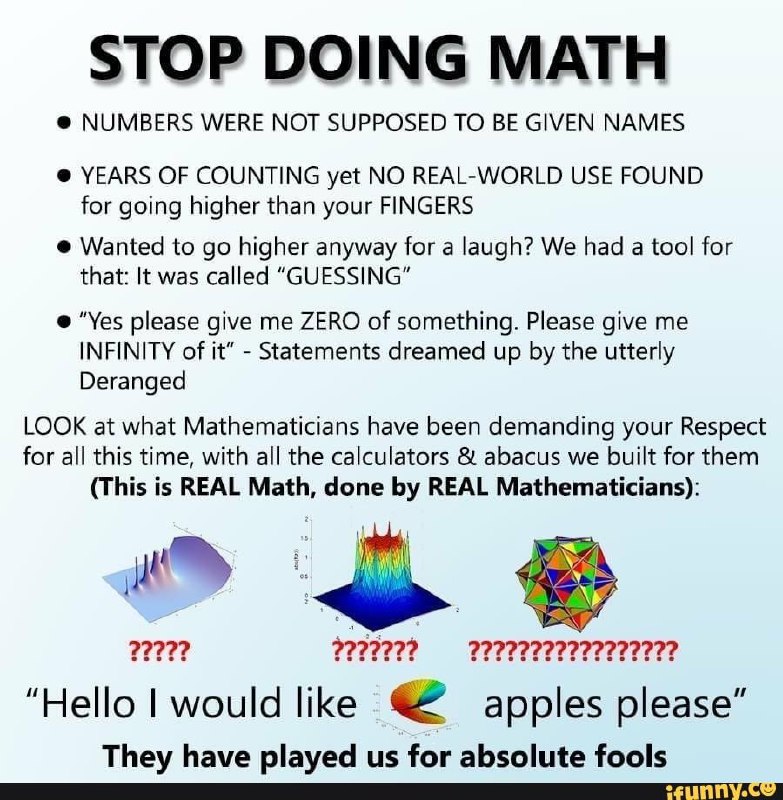 STOP DOING MATH
● NUMBERS WERE NOT SUPPOSED TO BE GIVEN NAMES
● YEARS OF COUNTING yet NO REAL-WORLD USE FOUND
for going higher than your FINGERS
● Wanted to go higher anyway for a laugh? We had a tool for
that: It was called "GUESSING"
● "Yes please give me ZERO of something. Please give me
INFINITY of it" - Statements dreamed up by the utterly
Deranged
LOOK at what Mathematicians have been demanding your Respect
for all this time, with all the calculators & abacus we built for them
(This is REAL Math, done by REAL Mathematicians):
????? ??????? ?????????????????
"Hello I would like apples please"
They have played us for absolute fools
ifunny.co